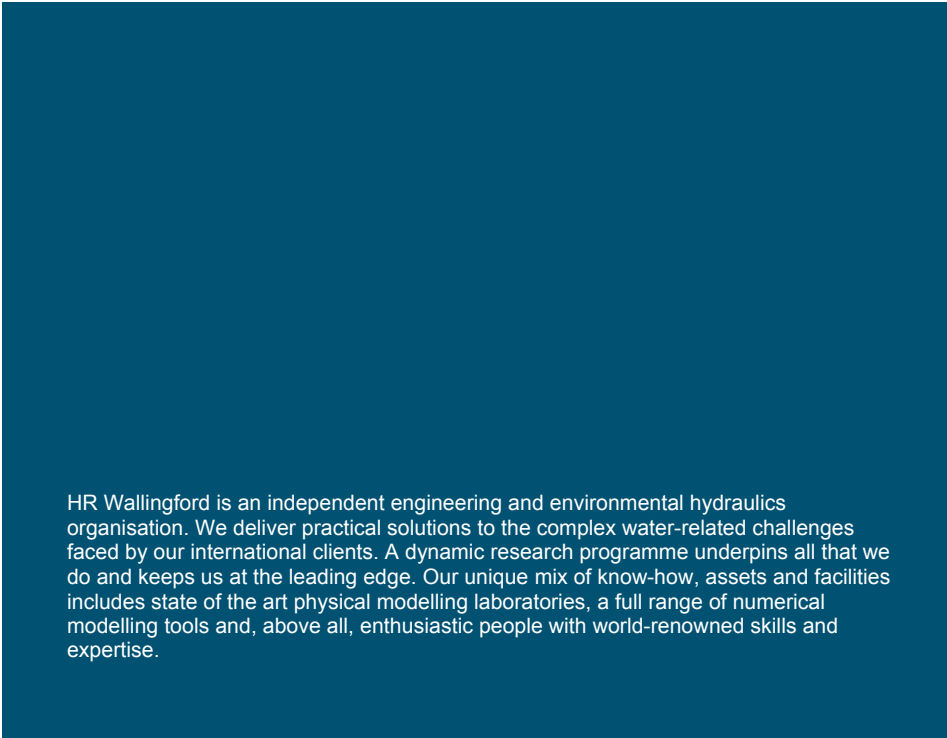 HR Wallingford is an independent engineering and environmental hydraulics
organisation. We deliver practical solutions to the complex water-related challenges
faced by our international clients. A dynamic research programme underpins all that we
do and keeps us at the leading edge. Our unique mix of know-how, assets and facilities
includes state of the art physical modelling laboratories, a full range of numerical
modelling tools and, above all, enthusiastic people with world-renowned skills and
expertise.